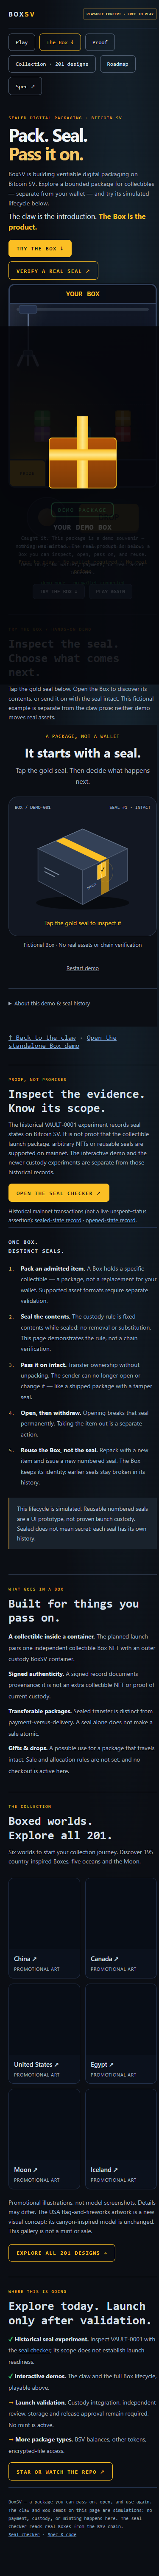 BOXSV
PLAYABLE CONCEPT · FREE TO PLAY
Play
The Box ↓
Proof
Collection · 201 designs
Roadmap
Spec ↗
SEALED DIGITAL PACKAGING · BITCOIN SV
Pack. Seal.
Pass it on.
BoxSV is building verifiable digital packaging on
Bitcoin SV. Explore a bounded package for collectibles
— separate from your wallet — and try its simulated
lifecycle below.
The claw is the introduction. The Box is the
product.
TRY THE BOX ↓
VERIFY A REAL SEAL ↗
YOUR BOX
DEMO PACKAGE
YOUR DEMO BOX
TRY THE BOX ↓
PLAY AGAIN
Inspect the seal.
Choose what comes
next.
Tap the gold seal below. Open the Box to discover its
contents, or send it on with the seal intact. This fictional
example is separate from the claw prize: neither demo
moves real assets.
A PACKAGE, NOT A WALLET
It starts with a seal.
Tap the gold seal. Then decide what happens
next.
BOX / DEMO-001
SEAL #1 · INTACT
Tap the gold seal to inspect it
Fictional Box · No real assets or chain verification
Restart demo
▶ About this demo & seal history
↑ Back to the claw · Open the
standalone Box demo
PROOF, NOT PROMISES
Inspect the evidence.
Know its scope.
The historical VAULT-0001 experiment records seal
states on Bitcoin SV. It is not proof that the collectible
launch package, arbitrary NFTs or reusable seals are
supported on mainnet. The interactive demo and the
newer custody experiments are separate from those
historical records.
OPEN THE SEAL CHECKER ↗
Historical mainnet transactions (not a live unspent-status
assertion): sealed-state record · opened-state record.
ONE BOX.
DISTINCT SEALS.
1. Pack an admitted item. A Box holds a specific
collectible — a package, not a replacement for your
wallet. Supported asset formats require separate
validation.
2. Seal the contents. The custody rule is fixed
contents while sealed: no removal or substitution.
This page demonstrates the rule, not a chain
verification.
3. Pass it on intact. Transfer ownership without
unpacking. The sender can no longer open or
change it — like a shipped package with a tamper
seal.
4. Open, then withdraw. Opening breaks that seal
permanently. Taking the item out is a separate
action.
5. Reuse the Box, not the seal. Repack with a new
item and issue a new numbered seal. The Box
keeps its identity; earlier seals stay broken in its
history.
This lifecycle is simulated. Reusable numbered seals
are a UI prototype, not proven launch custody.
Sealed does not mean secret; each seal has its own
history.
WHAT GOES IN A BOX
Built for things you
pass on.
A collectible inside a container. The planned launch
pairs one independent collectible Box NFT with an outer
custody BoxSV container.
Signed authenticity. A signed record documents
provenance: it is not an extra collectible NFT or proof of
current custody.
Transferable packages. Sealed transfer is distinct from
payment-versus-delivery. A seal alone does not make a
sale atomic.
Gifts & drops. A possible use for a package that travels
intact. Sale and allocation rules are not set, and no
checkout is active here.
THE COLLECTION
Boxed worlds.
Explore all 201.
Six worlds to start your collection journey. Discover 195
country-inspired Boxes, five oceans and the Moon.
China ↗
PROMOTIONAL ART
Canada ↗
PROMOTIONAL ART
United States ↗
PROMOTIONAL ART
Egypt ↗
PROMOTIONAL ART
Moon ↗
PROMOTIONAL ART
Iceland ↗
PROMOTIONAL ART
Promotional illustrations, not model screenshots. Details
may differ. The USA flag-and-fireworks artwork is a new
visual concept: its canyon-inspired model is unchanged.
This gallery is not a mint or sale.
EXPLORE ALL 201 DESIGNS →
WHERE THIS IS GOING
Explore today. Launch
only after validation.
✓ Historical seal experiment. Inspect VAULT-0001 with
the seal checker; its scope does not establish launch
readiness.
✓ Interactive demos. The claw and the full Box lifecycle,
playable above.
→ Launch validation. Custody integration, independent
review, storage and release approval remain required.
No mint is active.
→ More package types. BSV balances, other tokens,
encrypted-file access.
STAR OR WATCH THE REPO ↗
BoxSV — a package you can pass on, open, and use again.
The claw and Box demos on this page are simulations: no
payment, custody, or minting happens here. The seal
checker reads real Boxes from the BSV chain.
Seal checker · Spec & code